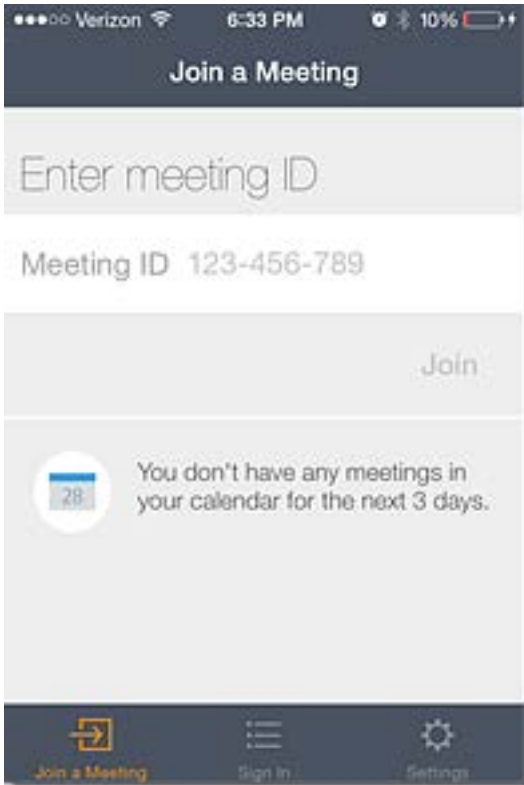 Verizon 6:33 PM 10%
Join a Meeting
Enter meeting ID
Meeting ID 123-456-789
Join
28
You don't have any meetings in
your calendar for the next 3 days.
Join a Meeting Sign In Settings